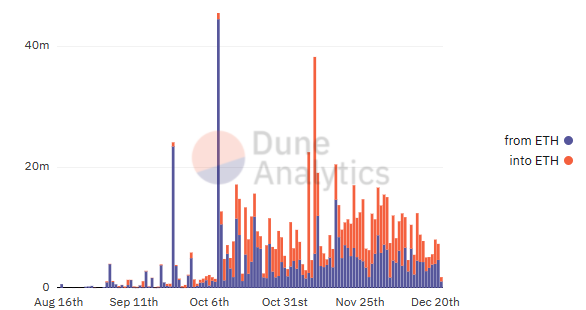 40m
20m
0
Dune
Analytics
from ETH
into ETH
Aug 16th Sep 11th Oct 6th Oct 31st Nov 25th Dec 20th